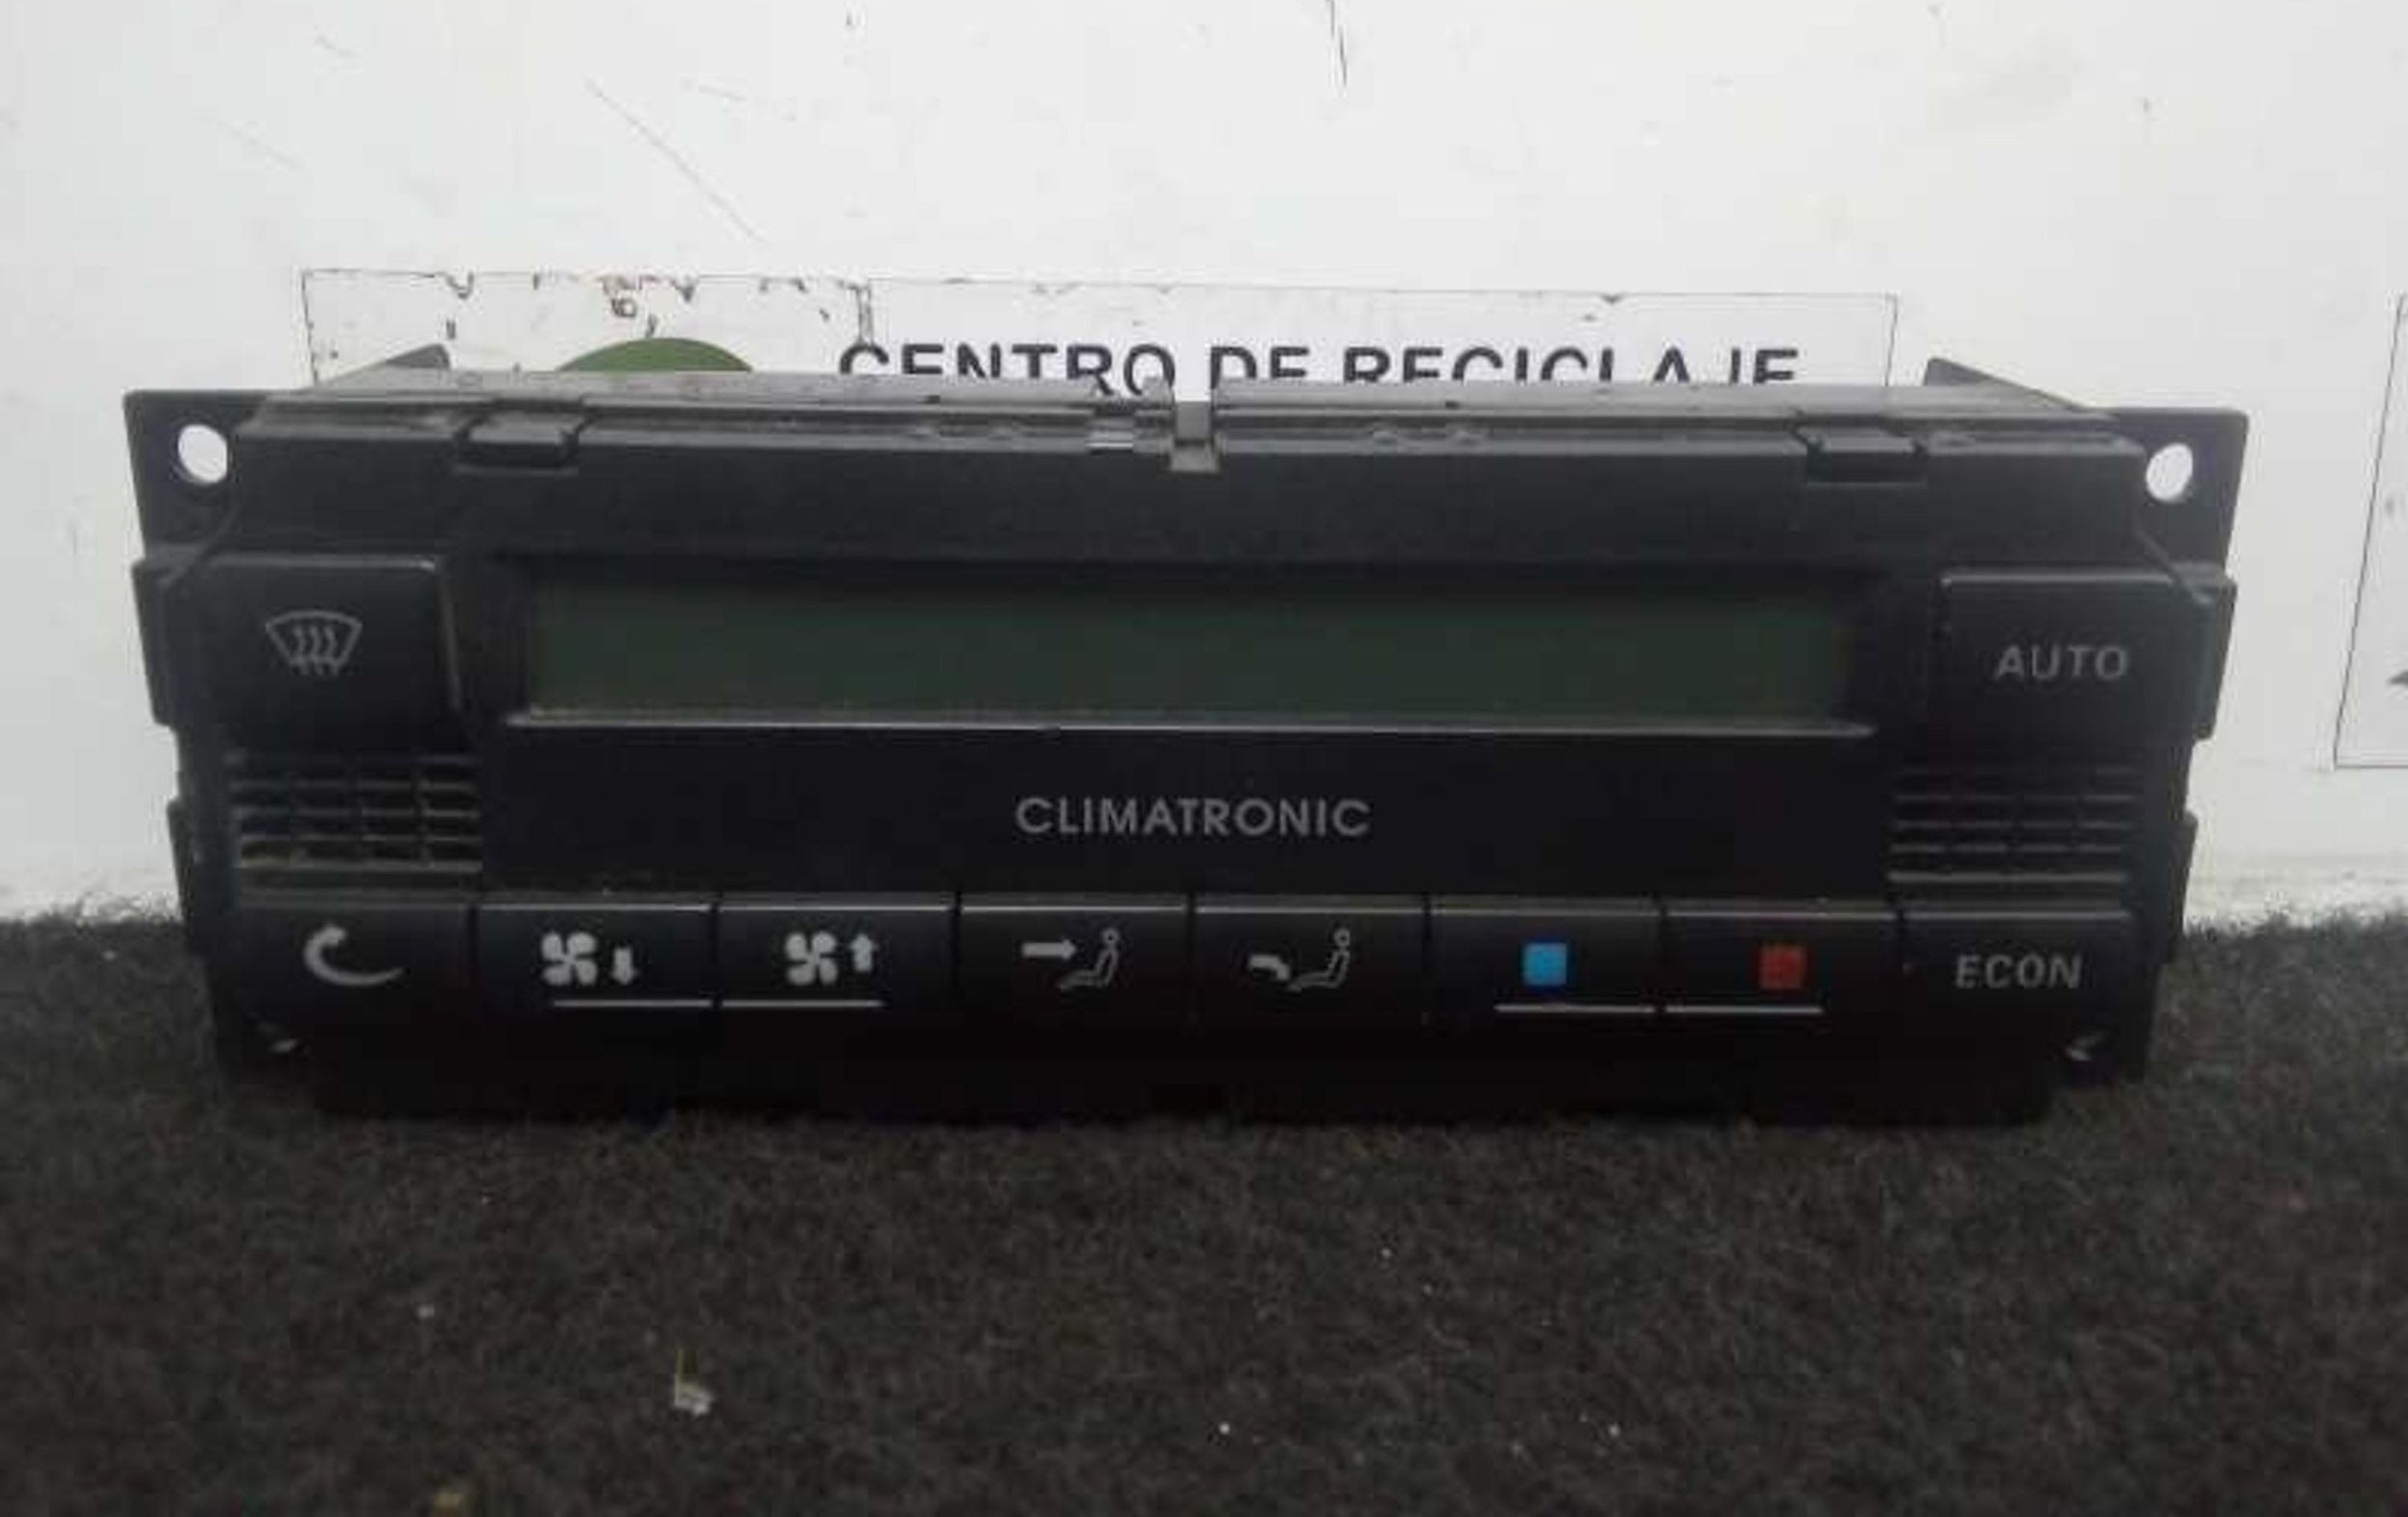 CENTRO DE RECICLAJE
AUTO
CLIMATRONIC
ECON